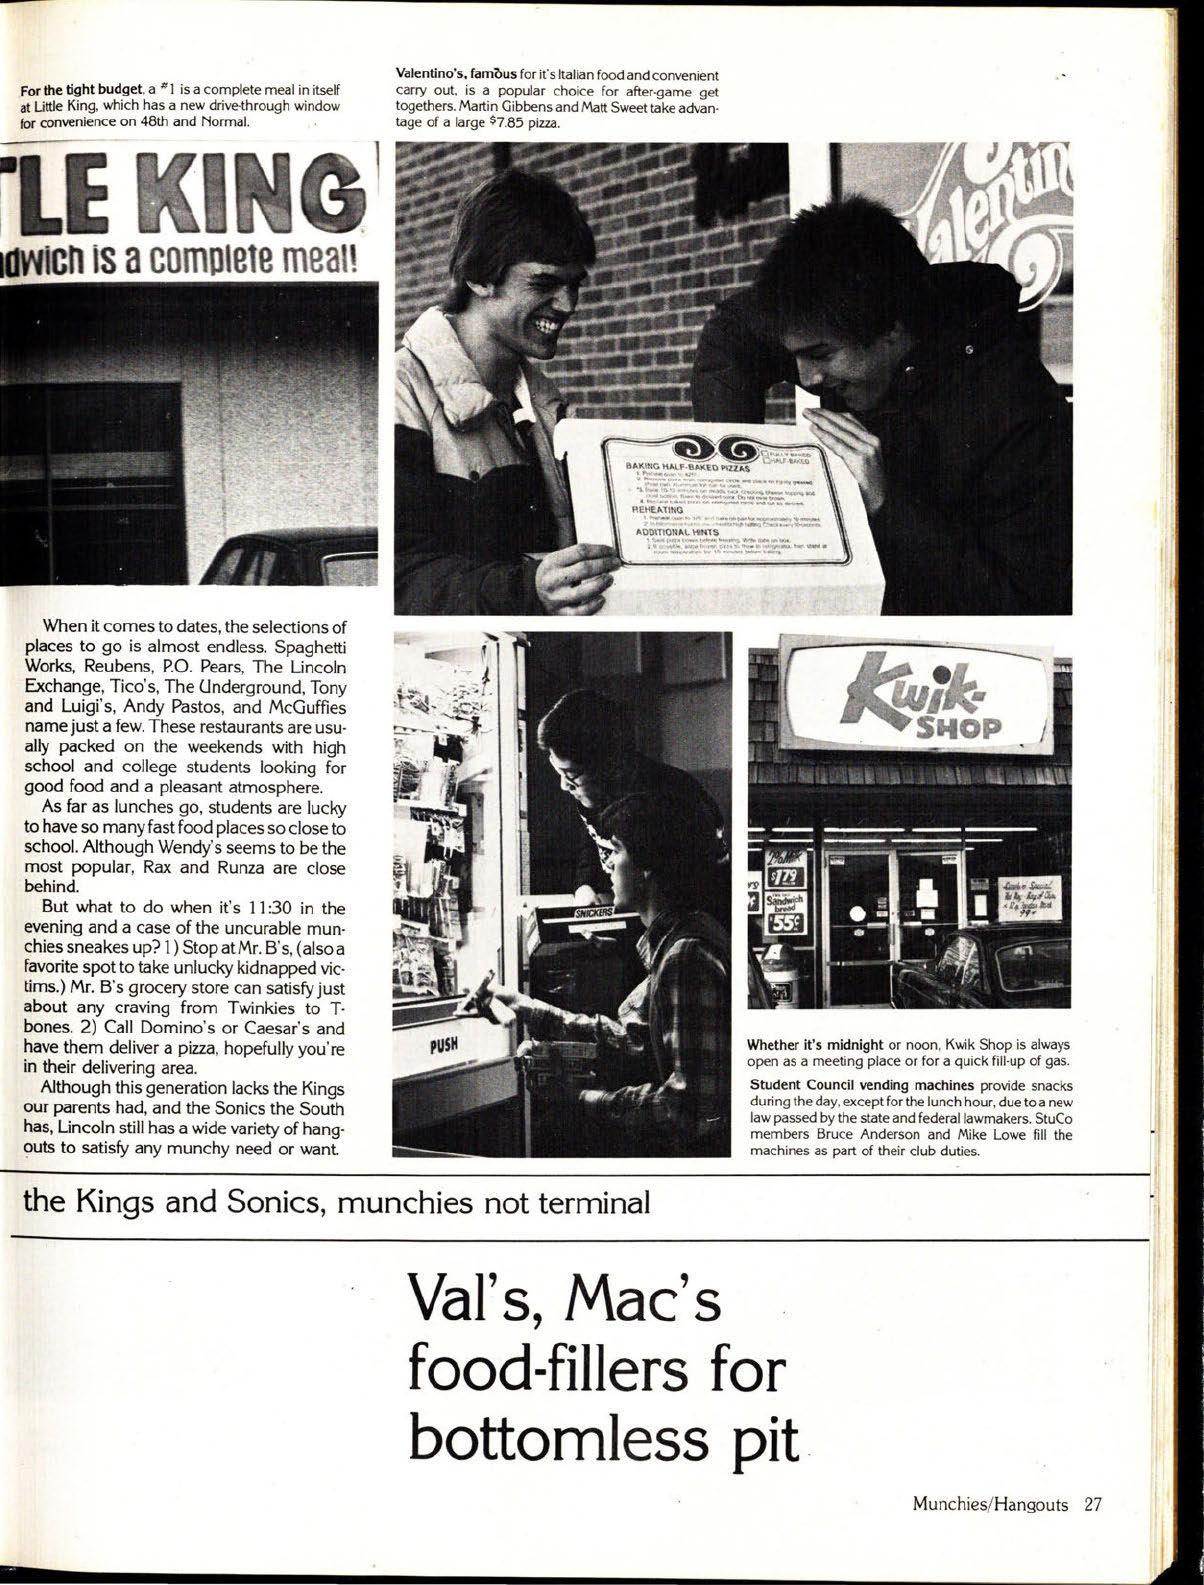 For the tight budget, a #1 is a complete meal in itself
at Little King, which has a new drive-through window
for convenience on 48th and Normal.
Valentino's, famous for it's Italian food and convenient
carry out, is a popular choice for after-game get
togethers. Martin Gibbens and Matt Sweet take advan-
tage of a large $7.85 pizza.
TLE KING
dwich is a complete meal!
Valentin
FULLY BAKED
HALF-BAKED
BAKING HALF-BAKED PIZZAS
REHEATING
ADDITIONAL HINTS
When it comes to dates, the selections of
places to go is almost endless. Spaghetti
Works, Reubens, P.O. Pears, The Lincoln
Exchange, Tico's, The Underground, Tony
and Luigi's, Andy Pastos, and McGuffies
name just a few. These restaurants are usu-
ally packed on the weekends with high
school and college students looking for
good food and a pleasant atmosphere.
As far as lunches go, students are lucky
to have so many fast food places so close to
school. Although Wendy's seems to be the
most popular, Rax and Runza are close
behind.
But what to do when it's 11:30 in the
evening and a case of the uncurable mun-
chies sneakes up? 1) Stop at Mr. B's, (also a
favorite spot to take unlucky kidnapped vic-
tims.) Mr. B's grocery store can satisfy just
about any craving from Twinkies to T-
bones. 2) Call Domino's or Caesar's and
have them deliver a pizza, hopefully you're
in their delivering area.
Although this generation lacks the Kings
our parents had, and the Sonics the South
has, Lincoln still has a wide variety of hang-
outs to satisfy any munchy need or want.
SNICKERS
PUSH
Kwik-
SHOP
2% Milk
$1.79
Sandwich
bread
55¢
Whether it's midnight or noon, Kwik Shop is always
open as a meeting place or for a quick fill-up of gas.
Student Council vending machines provide snacks
during the day, except for the lunch hour, due to a new
law passed by the state and federal lawmakers. StuCo
members Bruce Anderson and Mike Lowe fill the
machines as part of their club duties.
the Kings and Sonics, munchies not terminal
Val's, Mac's
food-fillers for
bottomless pit
Munchies/Hangouts 27